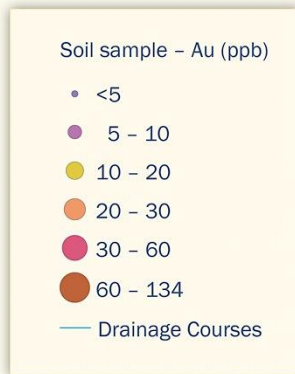 Soil sample – Au (ppb)
<5
5 – 10
10 – 20
20 – 30
30 – 60
60 – 134
Drainage Courses